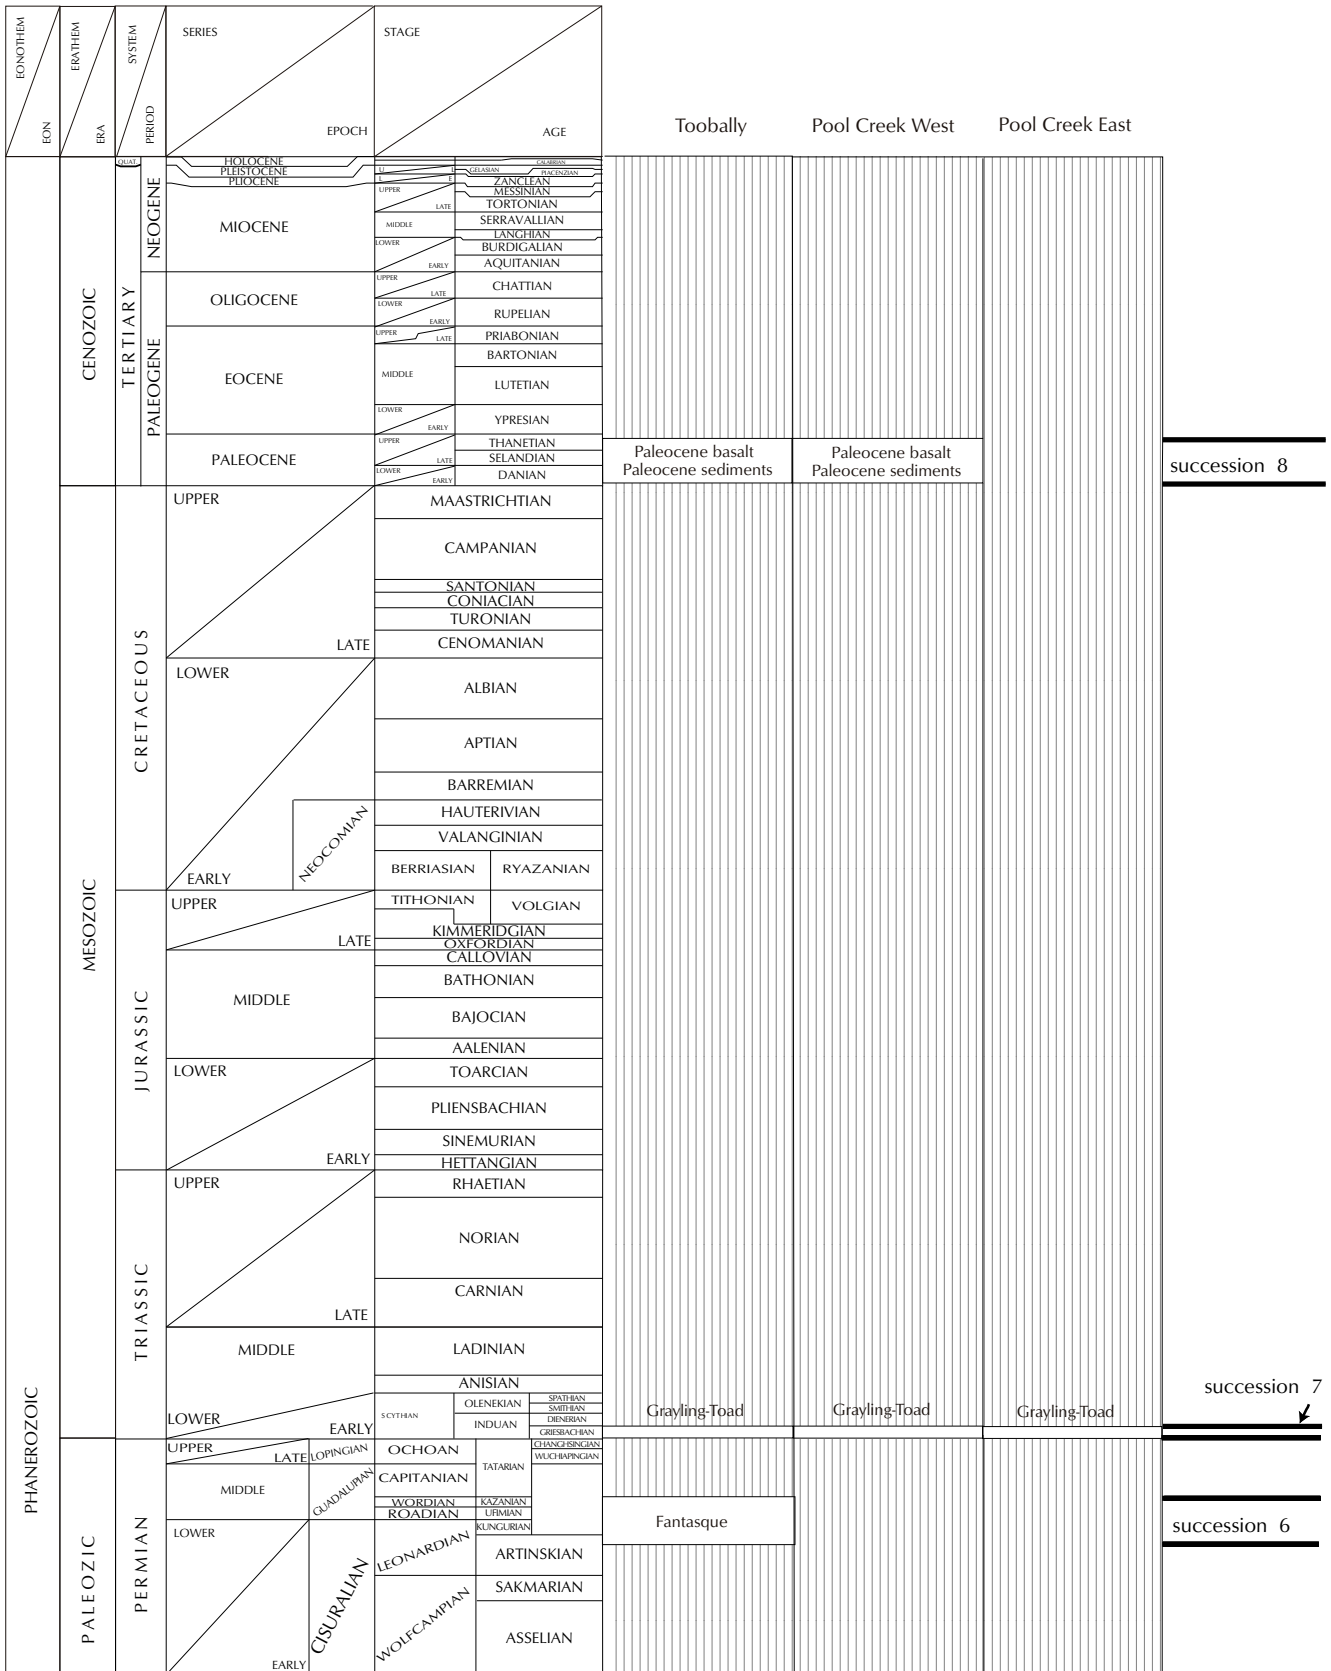 EONOTHEM
EON
ERATHEM
ERA
SYSTEM
PERIOD
SERIES
EPOCH
STAGE
AGE
Toobally
Pool Creek West
Pool Creek East
PHANEROZOIC
CENOZOIC
MESOZOIC
PALEOZIC
QUAT.
TERTIARY
NEOGENE
PALEOGENE
CRETACEOUS
JURASSIC
TRIASSIC
PERMIAN
HOLOCENE
PLEISTOCENE
PLIOCENE
MIOCENE
OLIGOCENE
EOCENE
PALEOCENE
UPPER
LATE
LOWER
EARLY
NEOCOMIAN
UPPER
LATE
MIDDLE
LOWER
EARLY
UPPER
LATE
MIDDLE
LOWER
EARLY
UPPER
LATE
LOPINGIAN
MIDDLE
GUADALUPIAN
LOWER
EARLY
CISURALIAN
CALABRIAN
U
L
GELASIAN
PIACENZIAN
L
E
ZANCLEAN
UPPER
LATE
MESSINIAN
TORTONIAN
MIDDLE
SERRAVALLIAN
LANGHIAN
LOWER
EARLY
BURDIGALIAN
AQUITANIAN
UPPER
LATE
CHATTIAN
LOWER
EARLY
RUPELIAN
UPPER
LATE
PRIABONIAN
MIDDLE
BARTONIAN
LUTETIAN
LOWER
EARLY
YPRESIAN
UPPER
LATE
THANETIAN
SELANDIAN
LOWER
EARLY
DANIAN
MAASTRICHTIAN
CAMPANIAN
SANTONIAN
CONIACIAN
TURONIAN
CENOMANIAN
ALBIAN
APTIAN
BARREMIAN
HAUTERIVIAN
VALANGINIAN
BERRIASIAN
RYAZANIAN
TITHONIAN
VOLGIAN
KIMMERIDGIAN
OXFORDIAN
CALLOVIAN
BATHONIAN
BAJOCIAN
AALENIAN
TOARCIAN
PLIENSBACHIAN
SINEMURIAN
HETTANGIAN
RHAETIAN
NORIAN
CARNIAN
LADINIAN
ANISIAN
SCYTHIAN
OLENEKIAN
SPATHIAN
SMITHIAN
INDUAN
DIENERIAN
GRIESBACHIAN
OCHOAN
TATARIAN
CHANGHSINGIAN
WUCHIAPINGIAN
CAPITANIAN
WORDIAN
KAZANIAN
ROADIAN
UFIMIAN
KUNGURIAN
LEONARDIAN
ARTINSKIAN
WOLFCAMPIAN
SAKMARIAN
ASSELIAN
Paleocene basalt
Paleocene sediments
Paleocene basalt
Paleocene sediments
succession 8
Grayling-Toad
Grayling-Toad
Grayling-Toad
succession 7
Fantasque
succession 6